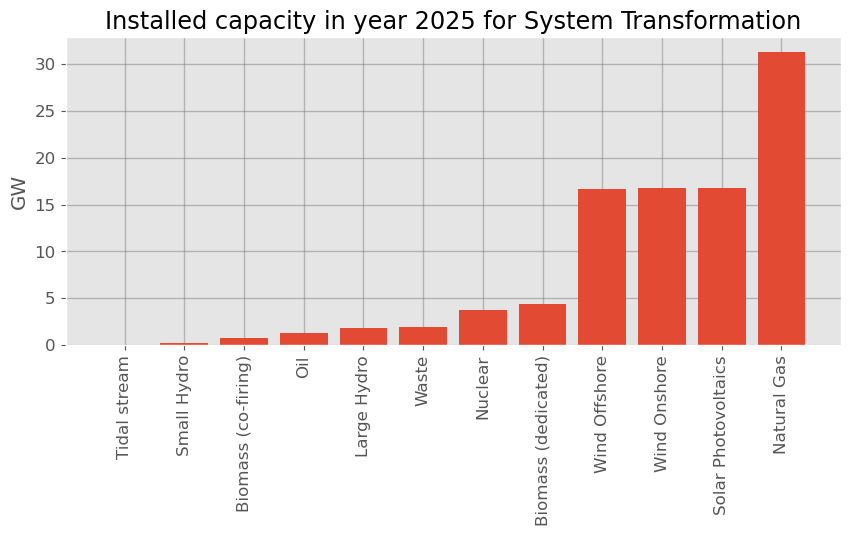 Installed capacity in year 2025 for System Transformation
30
25
20
15
10
5
0
GW
Tidal stream
Small Hydro
Biomass (co-firing)
Oil
Large Hydro
Waste
Nuclear
Biomass (dedicated)
Wind Offshore
Wind Onshore
Solar Photovoltaics
Natural Gas